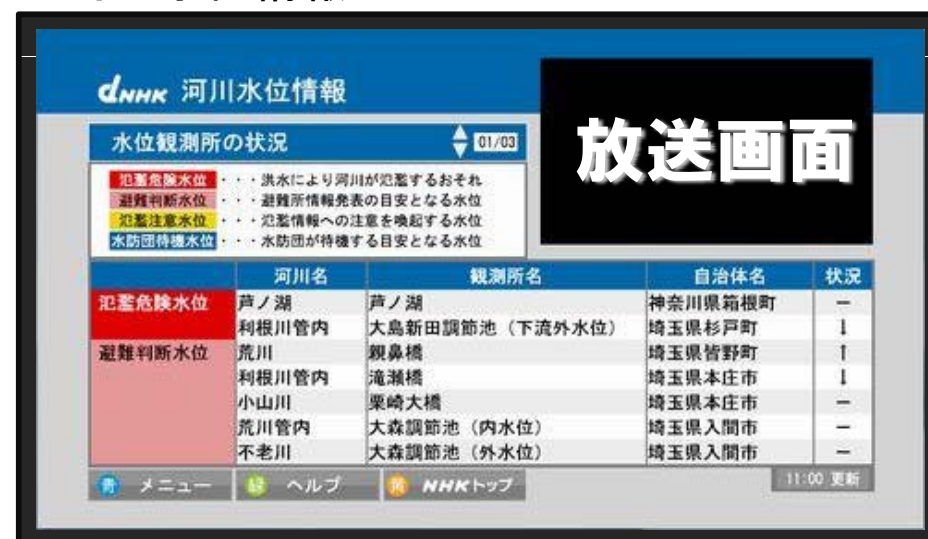 dNHK 河川水位情報
放送画面
水位観測所の状況 01/03
氾濫危険水位・・・洪水により河川が氾濫するおそれ
避難判断水位・・・避難所情報発表の目安となる水位
氾濫注意水位・・・氾濫情報への注意を喚起する水位
水防団待機水位・・・水防団が待機する目安となる水位
河川名 観測所名 自治体名 状況
氾濫危険水位 芦ノ湖 芦ノ湖 神奈川県箱根町 −
利根川管内 大島新田調節池（下流外水位） 埼玉県杉戸町 ↓
避難判断水位 荒川 親鼻橋 埼玉県皆野町 ↑
利根川管内 滝瀬橋 埼玉県本庄市 ↓
小山川 栗崎大橋 埼玉県本庄市 −
荒川管内 大森調節池（内水位） 埼玉県入間市 −
不老川 大森調節池（外水位） 埼玉県入間市 −
青 メニュー 緑 ヘルプ 黄 NHKトップ 11:00 更新